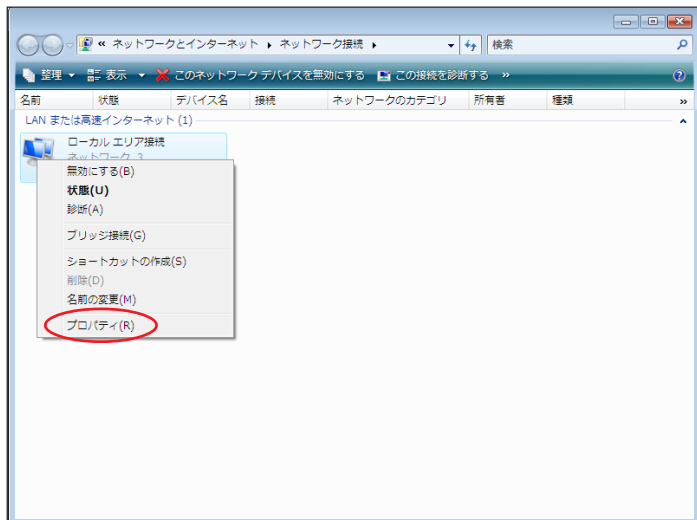 « ネットワークとインターネット ▸ ネットワーク接続 ▸ 検索
整理 表示 このネットワーク デバイスを無効にする この接続を診断する »
名前 状態 デバイス名 接続 ネットワークのカテゴリ 所有者 種類 »
LAN または高速インターネット (1)
ローカル エリア接続
ネットワーク 3
無効にする(B)
状態(U)
診断(A)
ブリッジ接続(G)
ショートカットの作成(S)
削除(D)
名前の変更(M)
プロパティ(R)